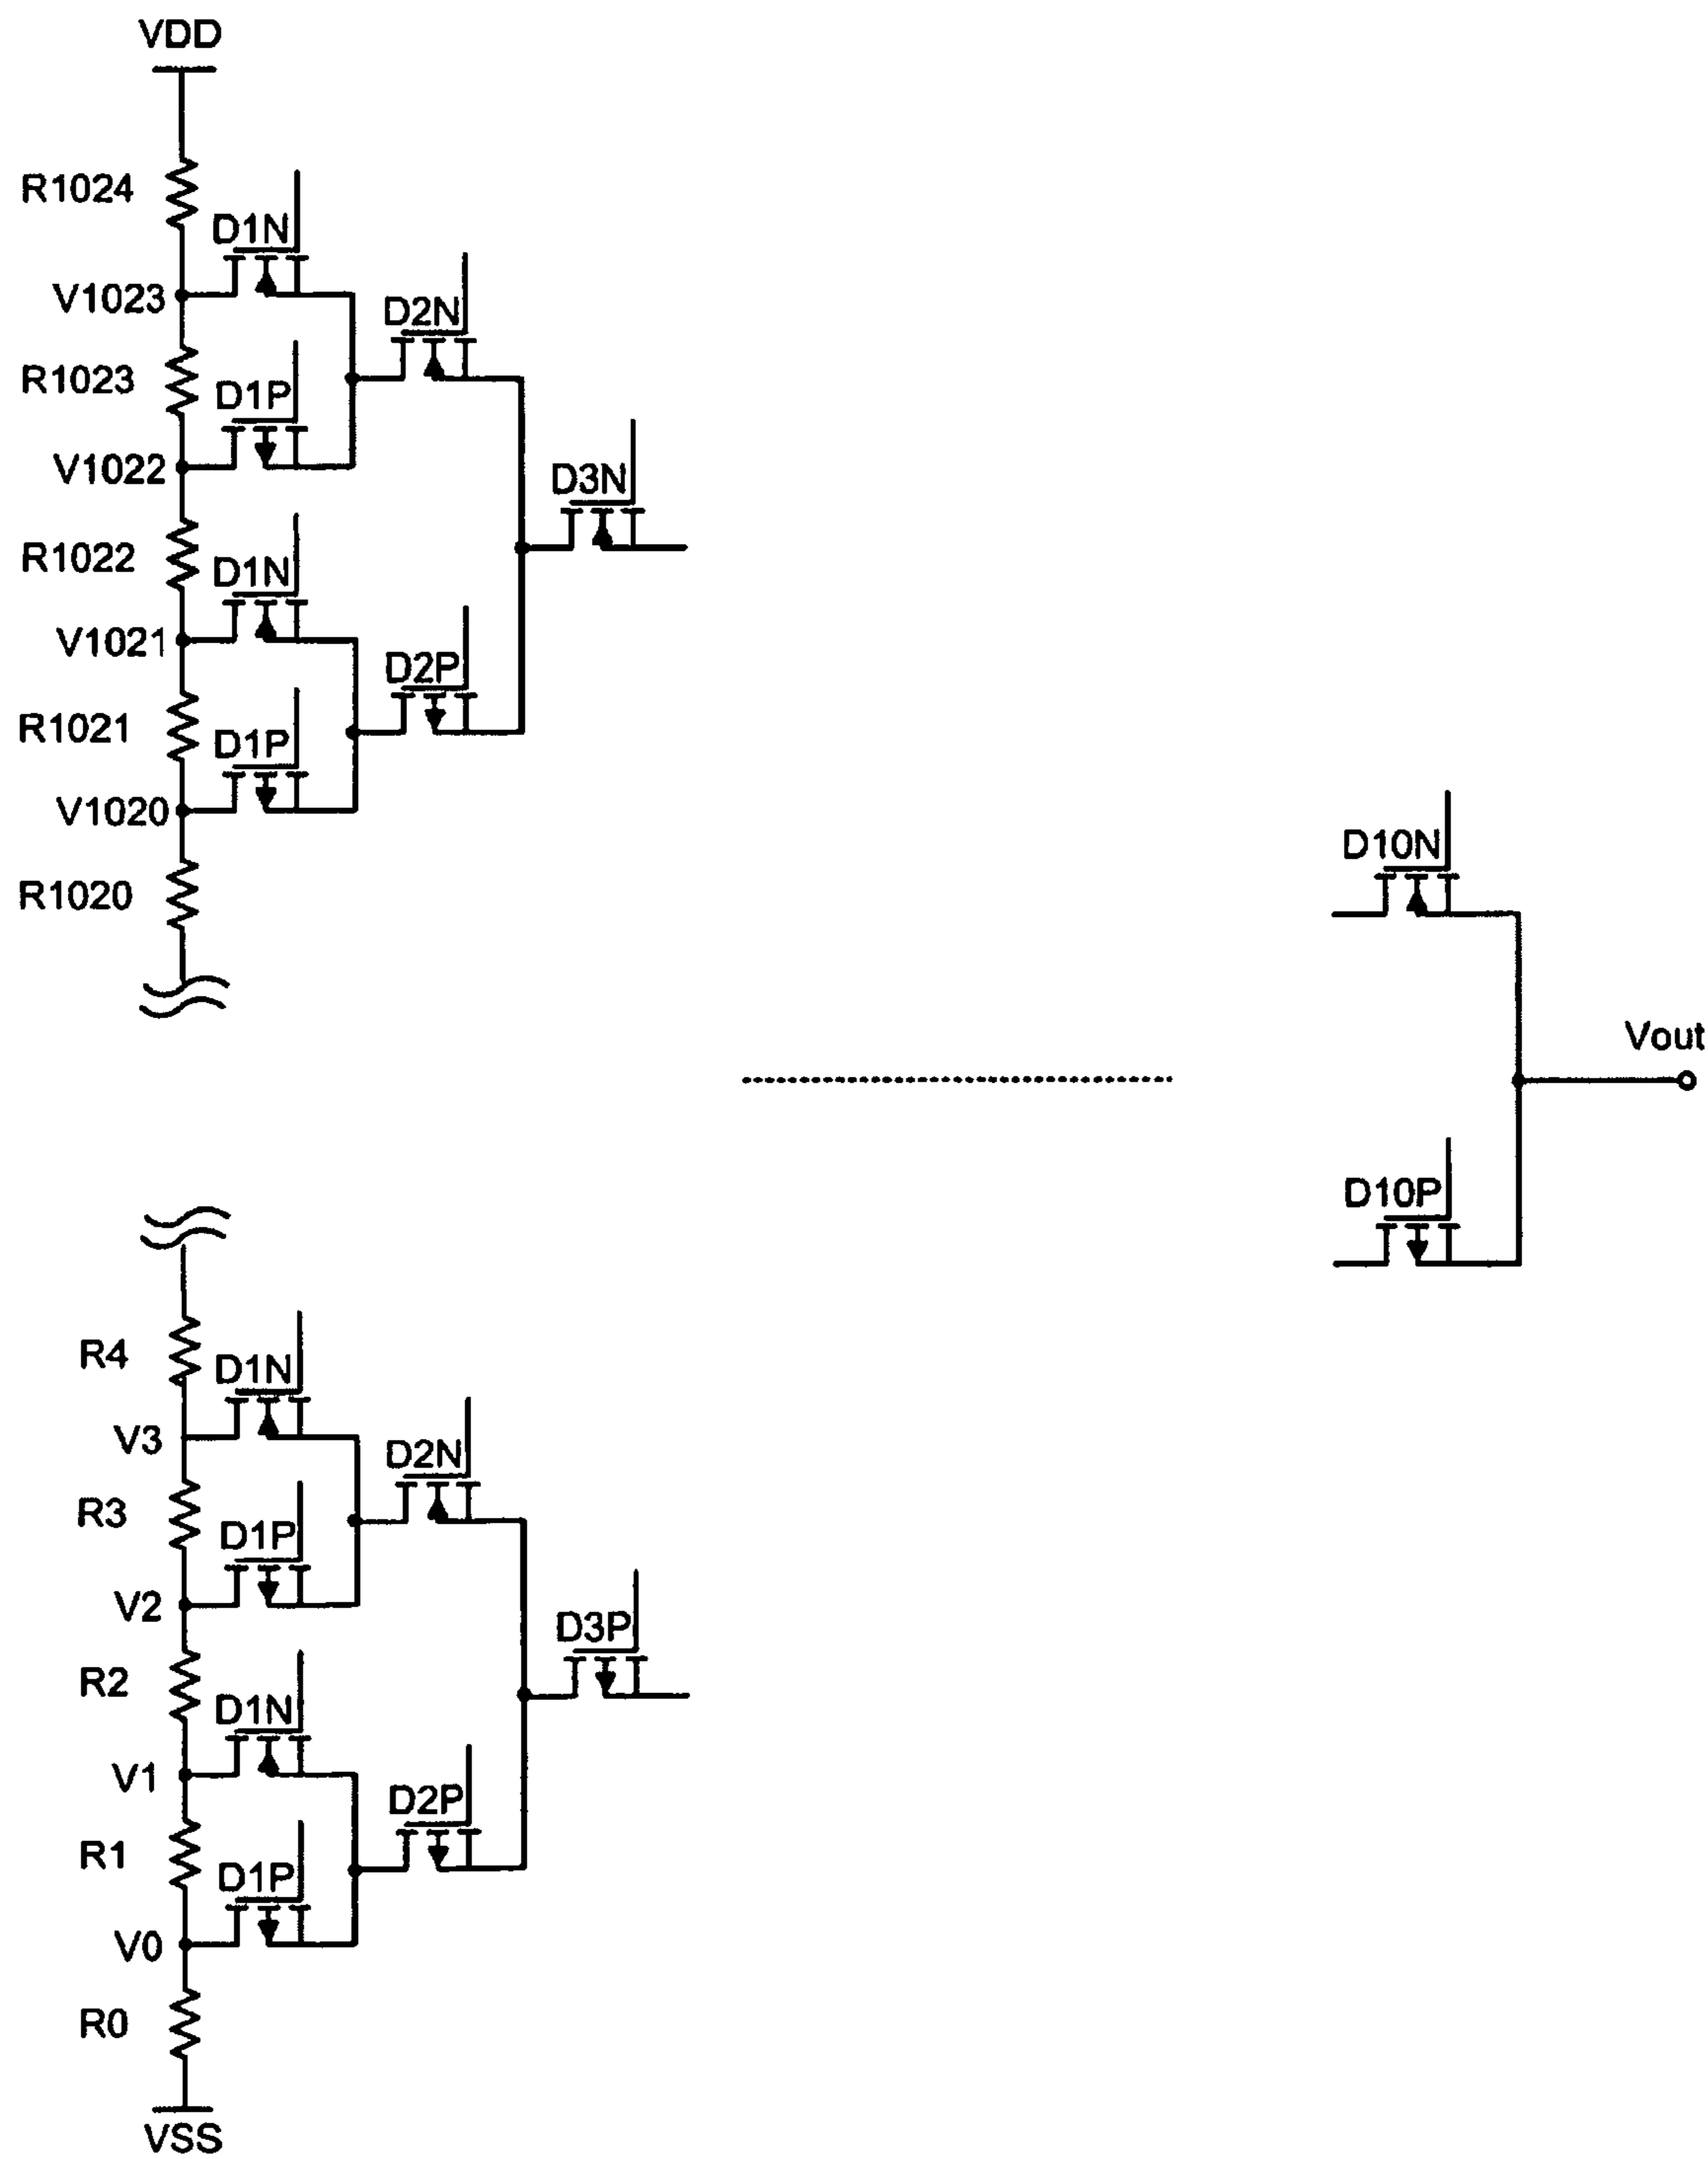 VDD
R1024
D1N
V1023
D2N
R1023
D1P
V1022
D3N
R1022
D1N
V1021
D2P
R1021
D1P
V1020
D10N
R1020
Vout
D10P
R4
D1N
V3
D2N
R3
D1P
V2
D3P
R2
D1N
V1
D2P
R1
D1P
V0
R0
VSS